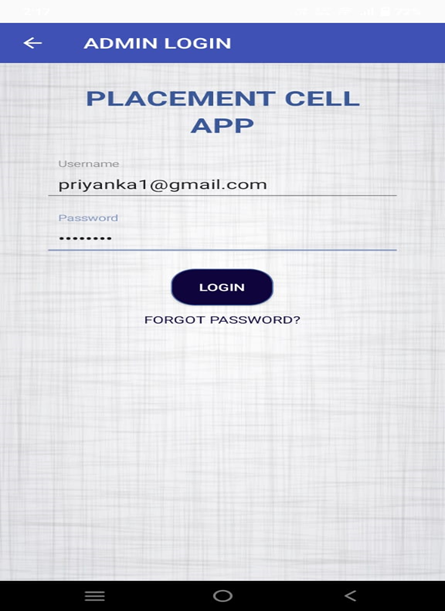 ADMIN LOGIN
PLACEMENT CELL
APP
Username
priyanka1@gmail.com
Password
••••••••
LOGIN
FORGOT PASSWORD?